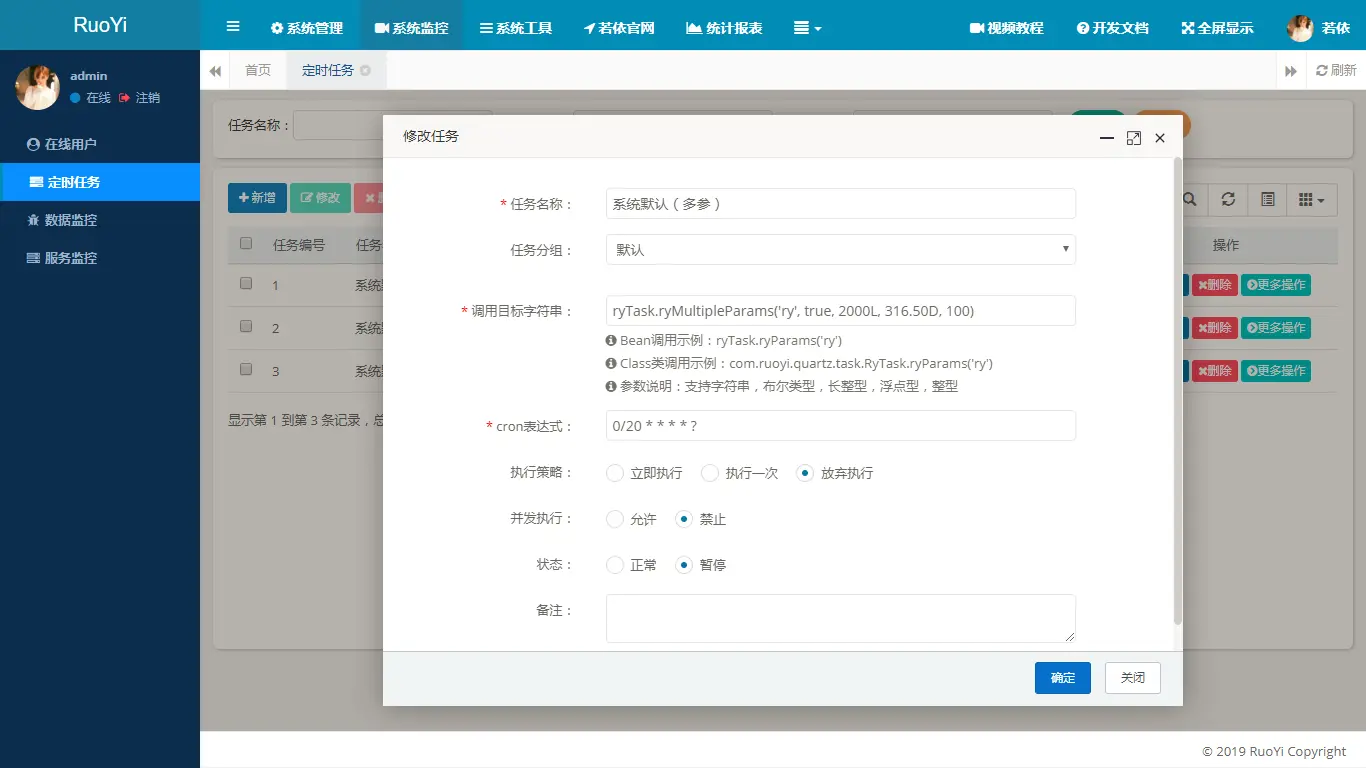 RuoYi
系统管理
系统监控
系统工具
若依官网
统计报表
视频教程
开发文档
全屏显示
若依
admin
在线 注销
首页
定时任务
刷新
在线用户
定时任务
数据监控
服务监控
任务名称：
新增
修改
任务编号
操作
1
系统
删除
更多操作
2
系统
删除
更多操作
3
系统
删除
更多操作
显示第 1 到第 3 条记录，总
修改任务
* 任务名称：
系统默认（多参）
任务分组：
默认
* 调用目标字符串：
ryTask.ryMultipleParams('ry', true, 2000L, 316.50D, 100)
Bean调用示例：ryTask.ryParams('ry')
Class类调用示例：com.ruoyi.quartz.task.RyTask.ryParams('ry')
参数说明：支持字符串，布尔类型，长整型，浮点型，整型
* cron表达式：
0/20 * * * * ?
执行策略：
立即执行 执行一次 放弃执行
并发执行：
允许 禁止
状态：
正常 暂停
备注：
确定
关闭
© 2019 RuoYi Copyright